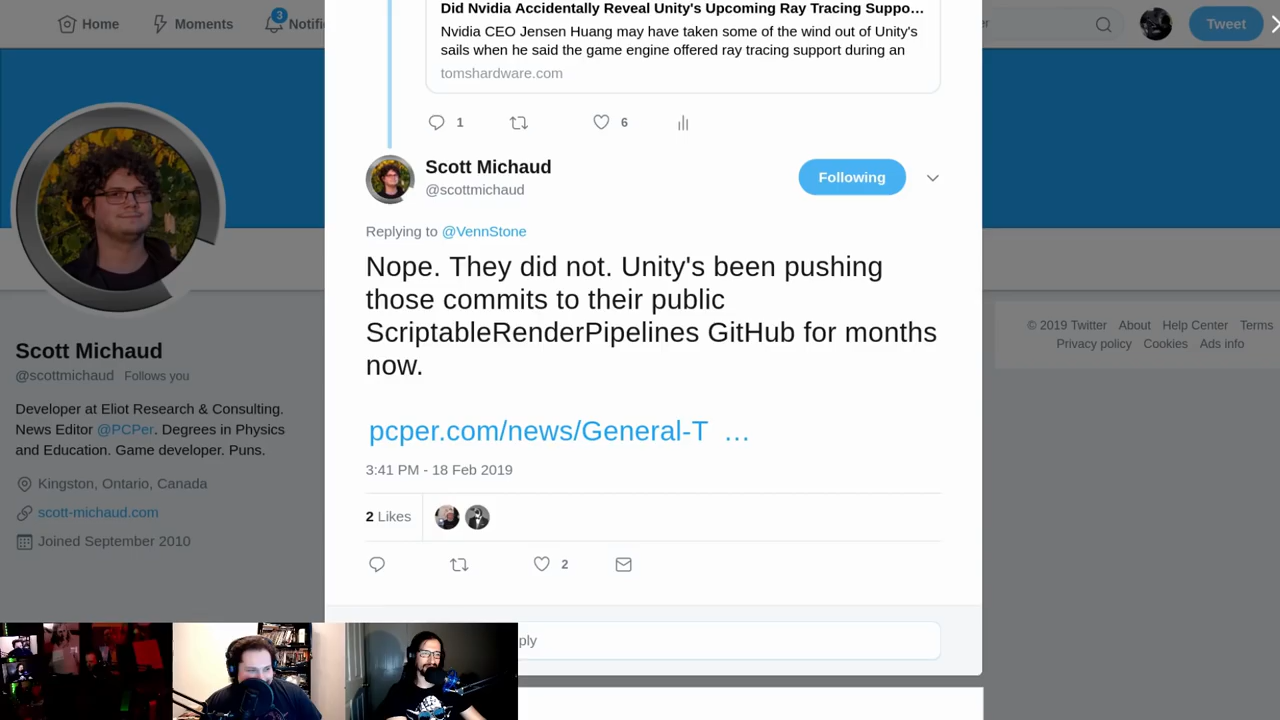 Home
Moments
3
Notifi
er
Tweet
Did Nvidia Accidentally Reveal Unity's Upcoming Ray Tracing Suppo...
Nvidia CEO Jensen Huang may have taken some of the wind out of Unity's
sails when he said the game engine offered ray tracing support during an
tomshardware.com
1
6
Scott Michaud
@scottmichaud
Following
Replying to @VennStone
Nope. They did not. Unity's been pushing
those commits to their public
ScriptableRenderPipelines GitHub for months
now.
pcper.com/news/General-T ...
3:41 PM - 18 Feb 2019
2 Likes
2
ply
Scott Michaud
@scottmichaud Follows you
Developer at Eliot Research & Consulting.
News Editor @PCPer. Degrees in Physics
and Education. Game developer. Puns.
Kingston, Ontario, Canada
scott-michaud.com
Joined September 2010
© 2019 Twitter About Help Center Terms
Privacy policy Cookies Ads info